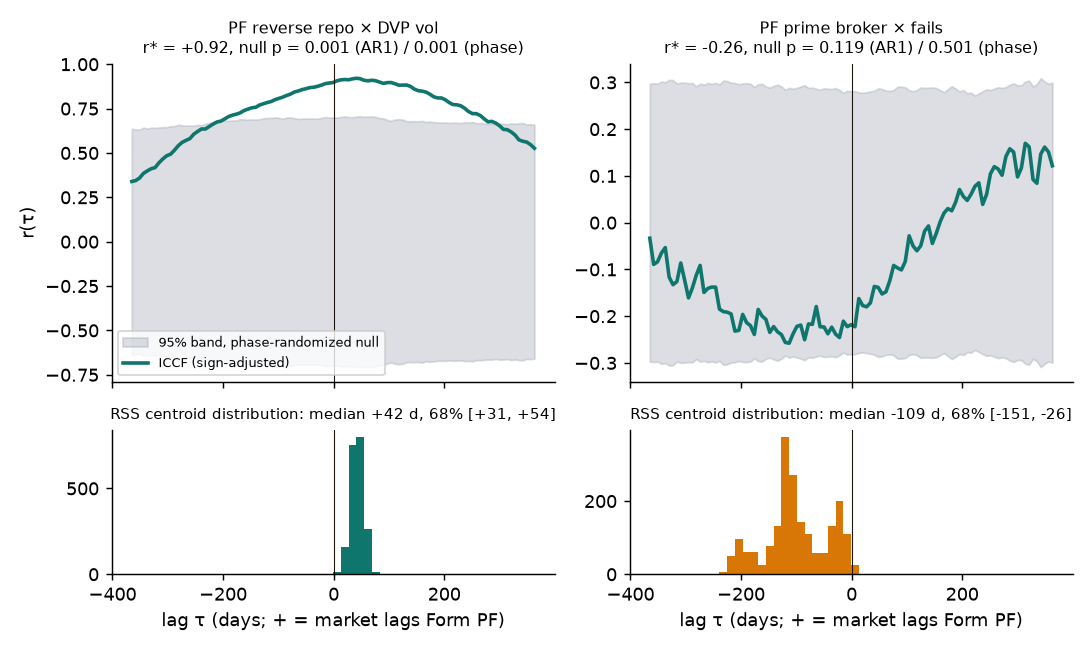 PF reverse repo × DVP vol
r* = +0.92, null p = 0.001 (AR1) / 0.001 (phase)
PF prime broker × fails
r* = -0.26, null p = 0.119 (AR1) / 0.501 (phase)
1.00
0.75
0.50
0.25
0.00
−0.25
−0.50
−0.75
r(τ)
95% band, phase-randomized null
ICCF (sign-adjusted)
0.3
0.2
0.1
0.0
−0.1
−0.2
−0.3
RSS centroid distribution: median +42 d, 68% [+31, +54]
RSS centroid distribution: median -109 d, 68% [-151, -26]
500
0
200
0
−400
−200
0
200
−400
−200
0
200
lag τ (days; + = market lags Form PF)
lag τ (days; + = market lags Form PF)